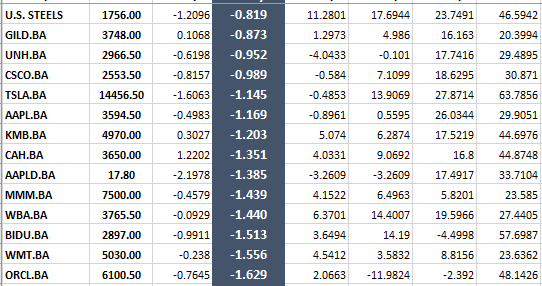 U.S. STEELS 1756.00 -1.2096 -0.819 11.2801 17.6944 23.7491 46.5942
GILD.BA 3748.00 0.1068 -0.873 1.2973 4.986 16.163 20.3994
UNH.BA 2966.50 -0.6198 -0.952 -4.0433 -0.101 17.7416 29.4895
CSCO.BA 2553.50 -0.8157 -0.989 -0.584 7.1099 18.6295 30.871
TSLA.BA 14456.50 -1.6063 -1.145 -0.4853 13.9069 27.8714 63.7856
AAPL.BA 3594.50 -0.4983 -1.169 -0.8961 0.5595 26.0344 29.9051
KMB.BA 4970.00 0.3027 -1.203 5.074 6.2874 17.5219 44.6976
CAH.BA 3650.00 1.2202 -1.351 4.0331 9.0692 16.8 44.8748
AAPLD.BA 17.80 -2.1978 -1.385 -3.2609 -3.2609 17.4917 33.7104
MMM.BA 7500.00 -0.4579 -1.439 4.1522 6.4963 5.8201 23.585
WBA.BA 3765.50 -0.0929 -1.440 6.3701 14.4007 19.5966 27.4405
BIDU.BA 2897.00 -0.9911 -1.513 3.6494 14.19 -4.4998 57.6987
WMT.BA 5030.00 -0.238 -1.556 4.5412 3.5832 8.8156 23.6362
ORCL.BA 6100.50 -0.7645 -1.629 2.0663 -11.9824 -2.392 48.1426